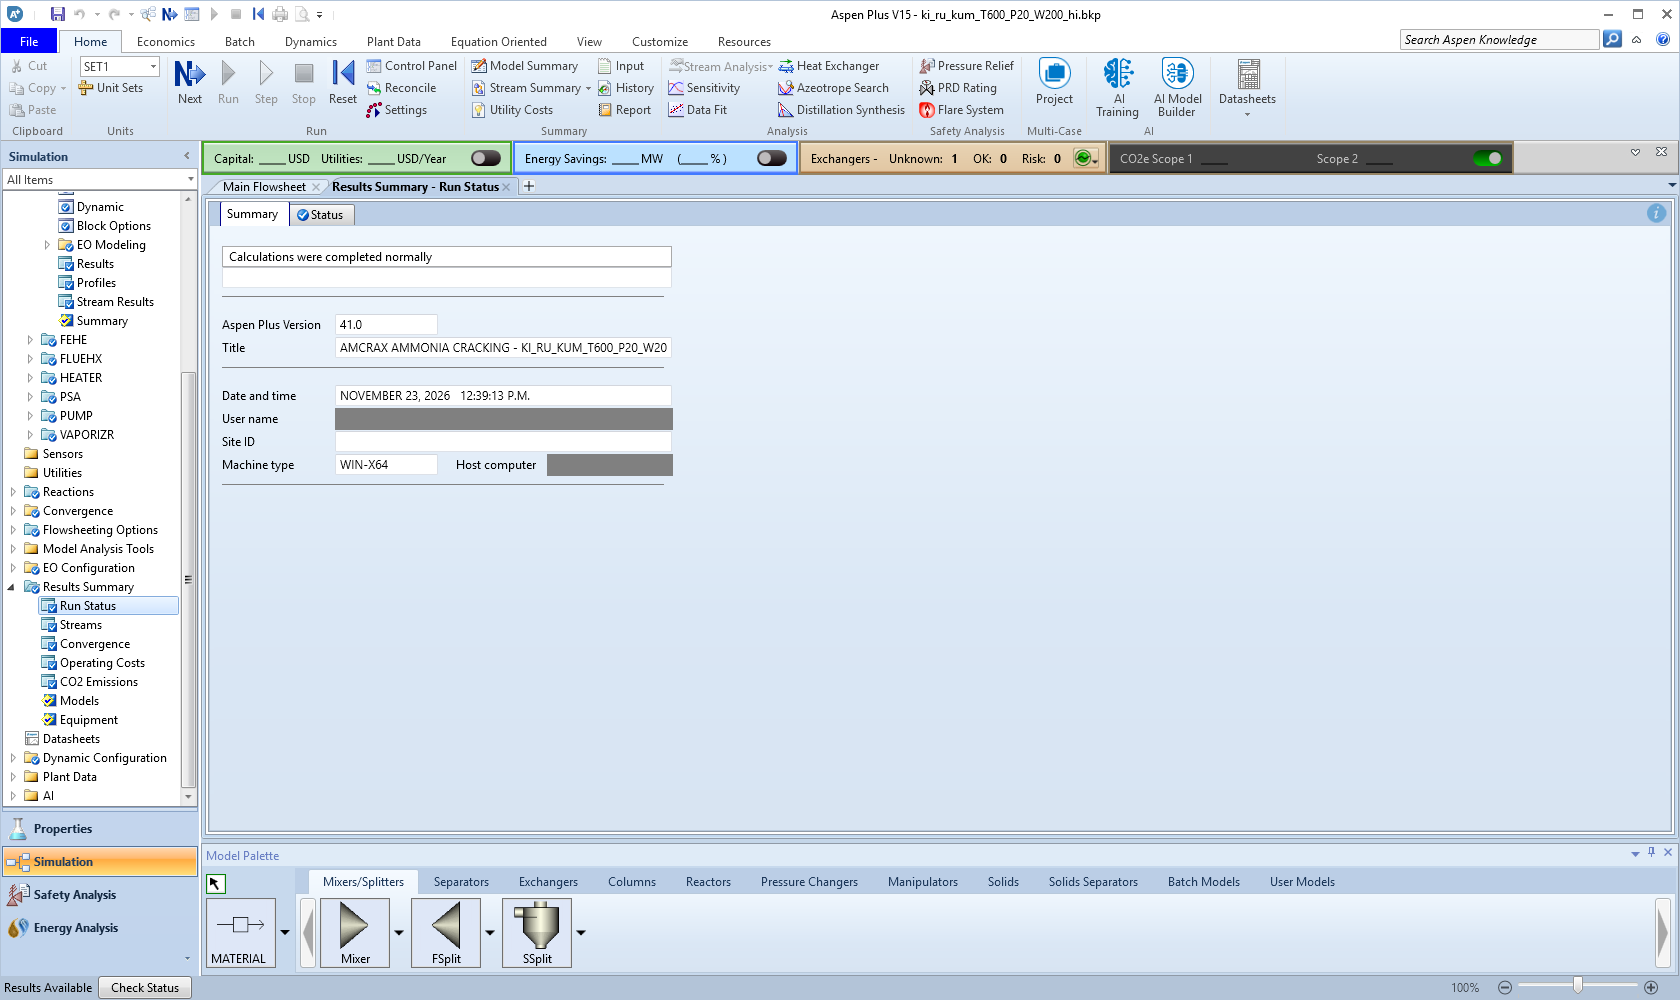 Aspen Plus V15 - ki_ru_kum_T600_P20_W200_hi.bkp
File Home Economics Batch Dynamics Plant Data Equation Oriented View Customize Resources
Search Aspen Knowledge
Cut
Copy
Paste
Clipboard
SET1
Unit Sets
Units
Next
Run
Step
Stop
Reset
Control Panel
Reconcile
Settings
Run
Model Summary
Stream Summary
Utility Costs
Input
History
Report
Summary
Stream Analysis
Sensitivity
Data Fit
Heat Exchanger
Azeotrope Search
Distillation Synthesis
Analysis
Pressure Relief
PRD Rating
Flare System
Safety Analysis
Project
Multi-Case
AI Training
AI Model Builder
AI
Datasheets
Simulation
All Items
Capital: ____ USD Utilities: ____ USD/Year
Energy Savings: ____ MW (____ %)
Exchangers - Unknown: 1 OK: 0 Risk: 0
CO2e Scope 1 ____ Scope 2 ____
Main Flowsheet
Results Summary - Run Status
Dynamic
Block Options
EO Modeling
Results
Profiles
Stream Results
Summary
FEHE
FLUEHX
HEATER
PSA
PUMP
VAPORIZR
Sensors
Utilities
Reactions
Convergence
Flowsheeting Options
Model Analysis Tools
EO Configuration
Results Summary
Run Status
Streams
Convergence
Operating Costs
CO2 Emissions
Models
Equipment
Datasheets
Dynamic Configuration
Plant Data
AI
Properties
Simulation
Safety Analysis
Energy Analysis
Summary
Status
Calculations were completed normally
Aspen Plus Version 41.0
Title AMCRAX AMMONIA CRACKING - KI_RU_KUM_T600_P20_W20
Date and time NOVEMBER 23, 2026 12:39:13 P.M.
User name
Site ID
Machine type WIN-X64 Host computer
Model Palette
Mixers/Splitters Separators Exchangers Columns Reactors Pressure Changers Manipulators Solids Solids Separators Batch Models User Models
MATERIAL
Mixer
FSplit
SSplit
Results Available
Check Status
100%